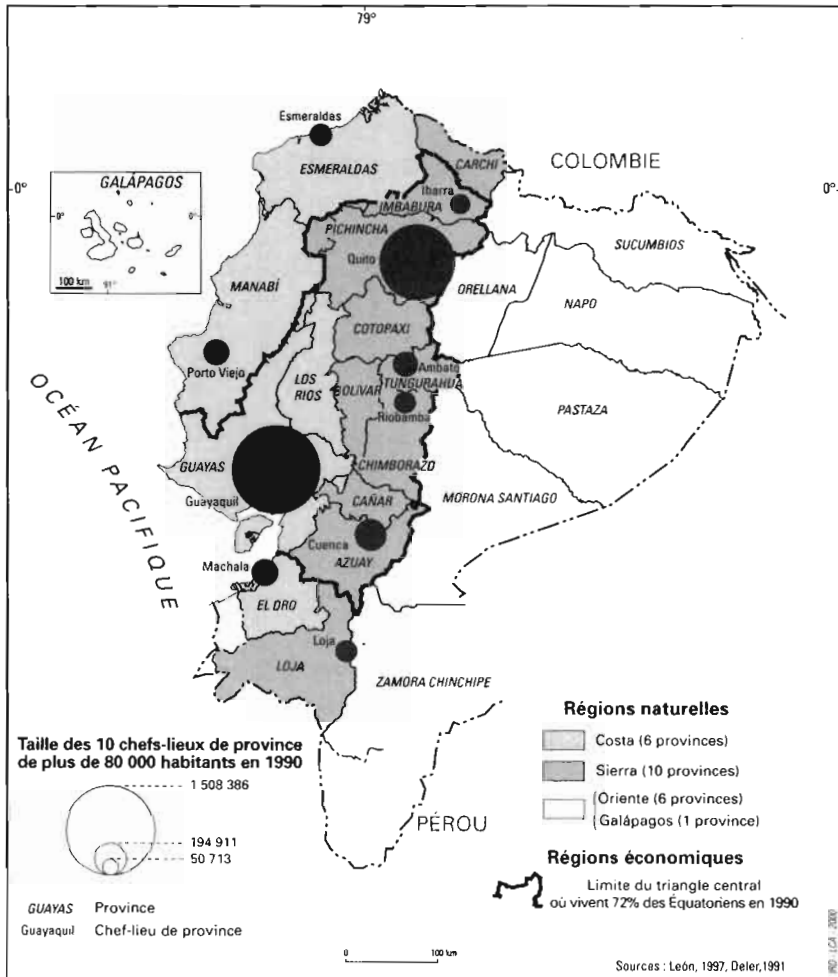 79°
0°
0°
GALÁPAGOS
0°
0°
100 km
91°
Esmeraldas
ESMERALDAS
CARCHI
COLOMBIE
Ibarra
IMBABURA
PICHINCHA
Quito
SUCUMBIOS
ORELLANA
NAPO
MANABÍ
COTOPAXI
Porto Viejo
LOS
RIOS
BOLÍVAR
Ambato
TUNGURAHUA
Riobamba
PASTAZA
OCÉAN PACIFIQUE
GUAYAS
CHIMBORAZO
Guayaquil
CAÑAR
MORONA SANTIAGO
Cuenca
AZUAY
Machala
EL ORO
Loja
LOJA
ZAMORA CHINCHIPE
PÉROU
Taille des 10 chefs-lieux de province
de plus de 80 000 habitants en 1990
1 508 386
194 911
50 713
GUAYAS Province
Guayaquil Chef-lieu de province
Régions naturelles
Costa (6 provinces)
Sierra (10 provinces)
Oriente (6 provinces)
Galápagos (1 province)
Régions économiques
Limite du triangle central
où vivent 72% des Équatoriens en 1990
0 100 km
Sources : León, 1997, Deler,1991